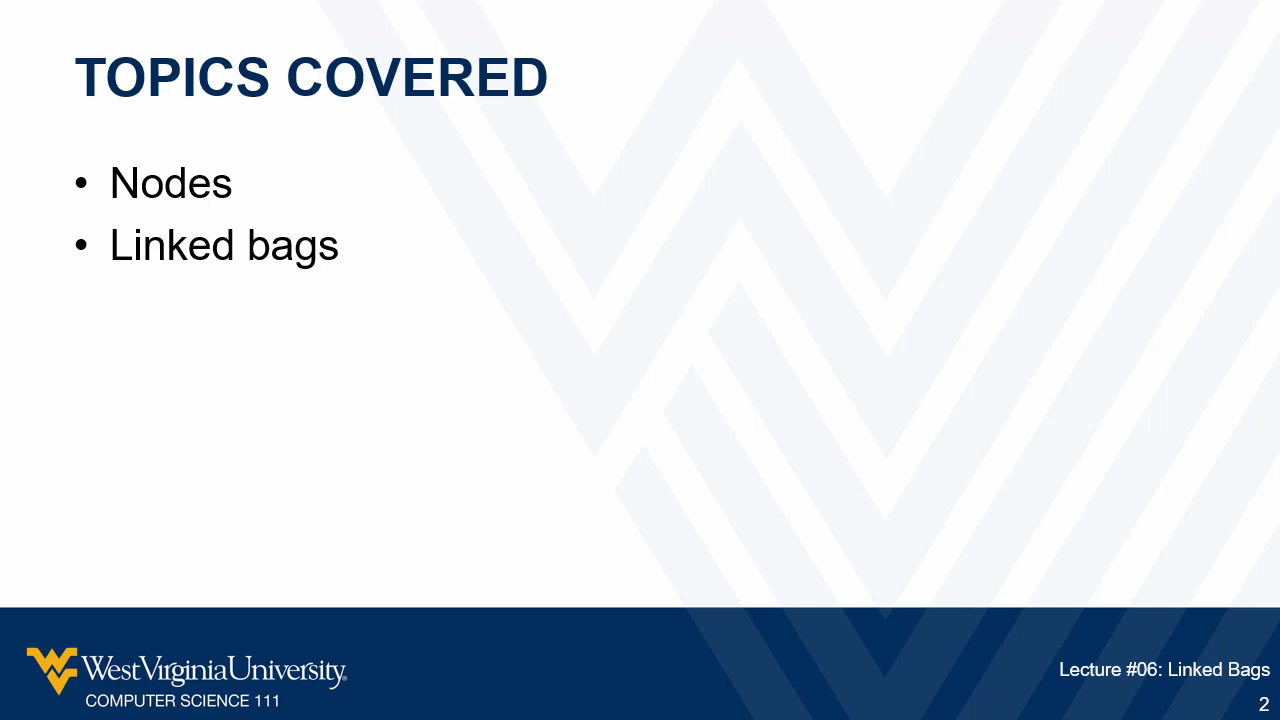 TOPICS COVERED
• Nodes
• Linked bags
WestVirginiaUniversity®
COMPUTER SCIENCE 111
Lecture #06: Linked Bags
2